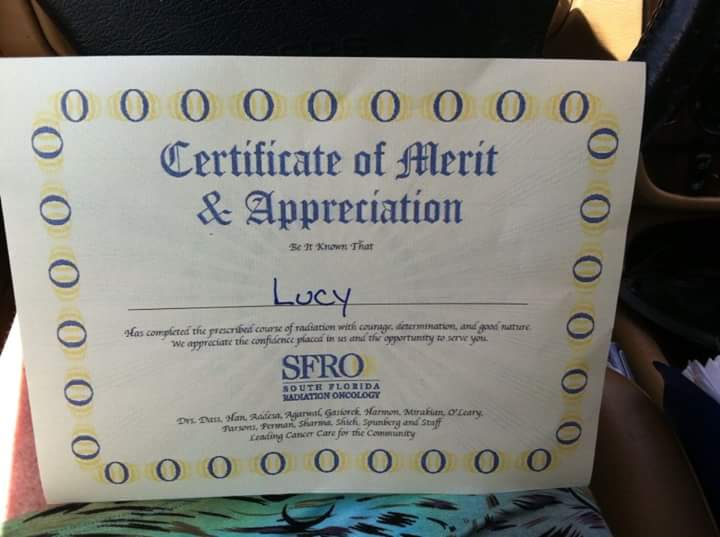 Certificate of Merit
& Appreciation
Be It Known That
Lucy
Has completed the prescribed course of radiation with courage, determination, and good nature.
We appreciate the confidence placed in us and the opportunity to serve you.
SFRO
SOUTH FLORIDA
RADIATION ONCOLOGY
Drs. Dass, Han, Agarwal, Gasiorek, Harmon, Mirakian, O'Leary,
Parsons, Perman, Sharma, Shieh, Spunberg and Staff
Leading Cancer Care for the Community